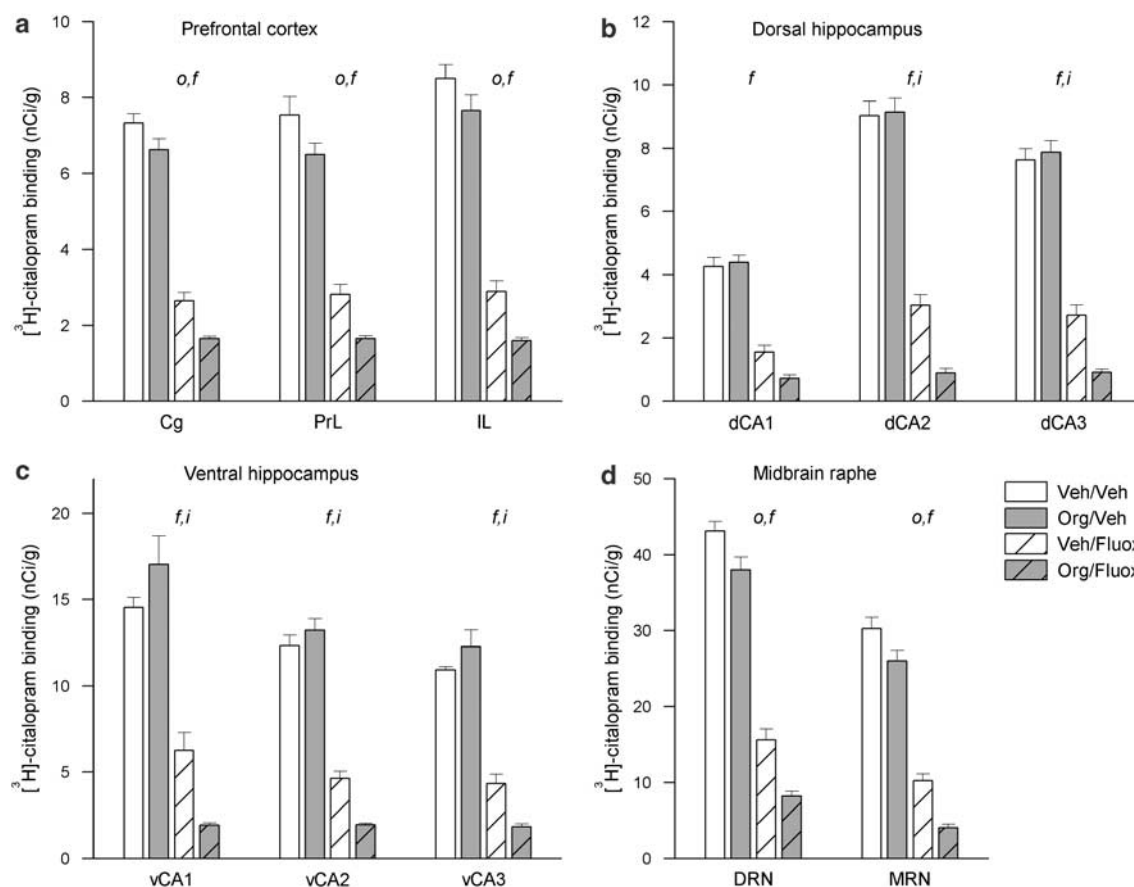 a Prefrontal cortex
[³H]-citalopram binding (nCi/g)
10
8
6
4
2
0
o,f
o,f
o,f
Cg PrL IL
b Dorsal hippocampus
[³H]-citalopram binding (nCi/g)
12
10
8
6
4
2
0
f
f,i
f,i
dCA1 dCA2 dCA3
c Ventral hippocampus
[³H]-citalopram binding (nCi/g)
20
15
10
5
0
f,i
f,i
f,i
vCA1 vCA2 vCA3
d Midbrain raphe
[³H]-citalopram binding (nCi/g)
50
40
30
20
10
0
o,f
o,f
DRN MRN
Veh/Veh
Org/Veh
Veh/Fluox
Org/Fluox